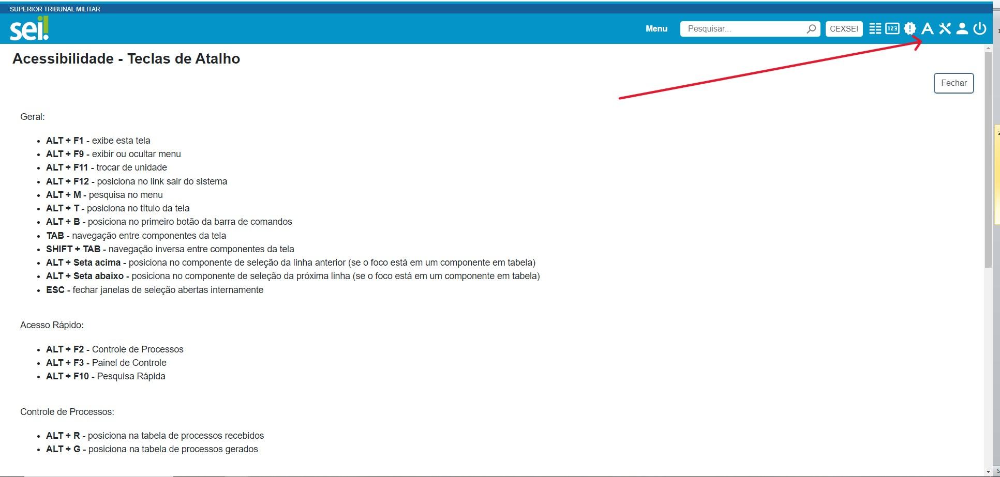 SUPERIOR TRIBUNAL MILITAR
sei!
Menu
Pesquisar...
CEXSEI
123
!
A
Acessibilidade - Teclas de Atalho
Fechar
Geral:
ALT + F1 - exibe esta tela
ALT + F9 - exibir ou ocultar menu
ALT + F11 - trocar de unidade
ALT + F12 - posiciona no link sair do sistema
ALT + M - pesquisa no menu
ALT + T - posiciona no título da tela
ALT + B - posiciona no primeiro botão da barra de comandos
TAB - navegação entre componentes da tela
SHIFT + TAB - navegação inversa entre componentes da tela
ALT + Seta acima - posiciona no componente de seleção da linha anterior (se o foco está em um componente em tabela)
ALT + Seta abaixo - posiciona no componente de seleção da próxima linha (se o foco está em um componente em tabela)
ESC - fechar janelas de seleção abertas internamente
Acesso Rápido:
ALT + F2 - Controle de Processos
ALT + F3 - Painel de Controle
ALT + F10 - Pesquisa Rápida
Controle de Processos:
ALT + R - posiciona na tabela de processos recebidos
ALT + G - posiciona na tabela de processos gerados